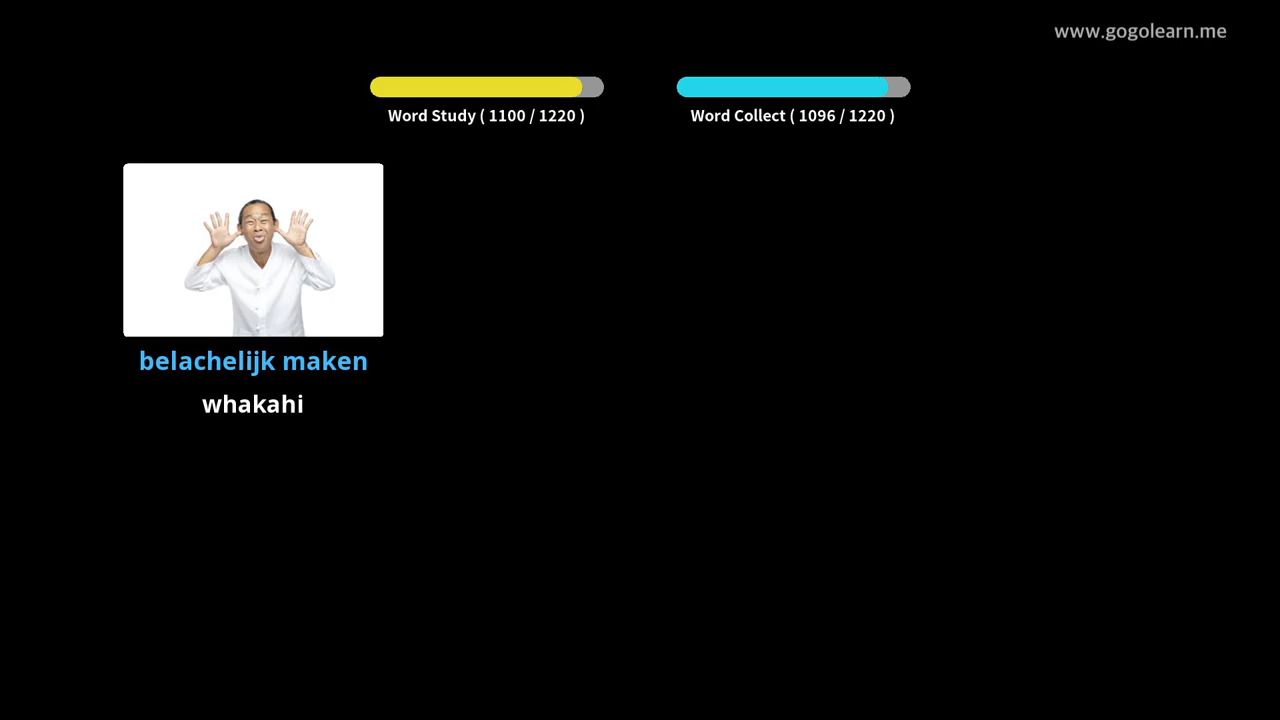 www.gogolearn.me
Word Study ( 1100 / 1220 )
Word Collect ( 1096 / 1220 )
belachelijk maken
whakahi